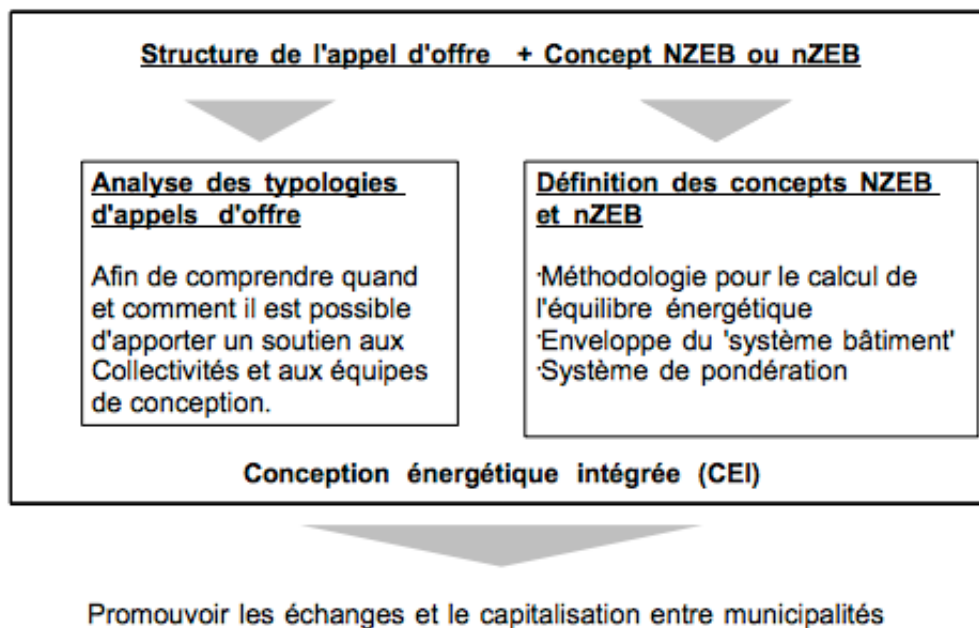 Structure de l'appel d'offre + Concept NZEB ou nZEB
Analyse des typologies
d'appels d'offre
Afin de comprendre quand
et comment il est possible
d'apporter un soutien aux
Collectivités et aux équipes
de conception.
Définition des concepts NZEB
et nZEB
·Méthodologie pour le calcul de
l'équilibre énergétique
·Enveloppe du 'système bâtiment'
·Système de pondération
Conception énergétique intégrée (CEI)
Promouvoir les échanges et le capitalisation entre municipalités